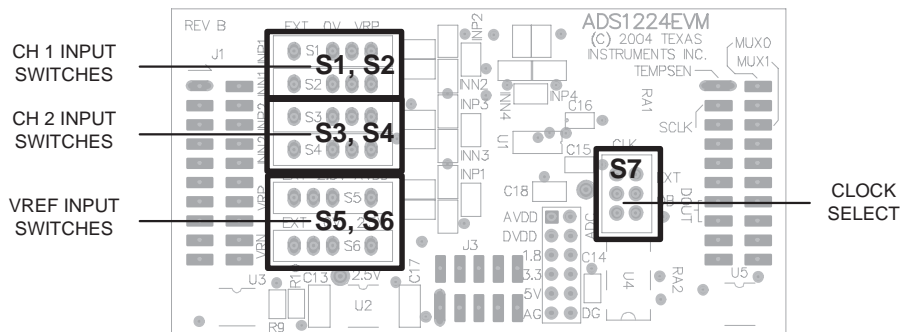 REV B
EXT 0V VRP
INP2
ADS1224EVM
(C) 2004 TEXAS
INSTRUMENTS INC.
TEMPSEN
MUX0
MUX1
CH 1 INPUT
SWITCHES
J1
INP1
INN1
S1
S2
S1, S2
INN2
INP4
INN4
C16
RA1
SCLK
CH 2 INPUT
SWITCHES
INP2
INN2
S3
S4
S3, S4
INP3
INN3
U1
C15
CLK
S7
EXT
DOUT
VREF INPUT
SWITCHES
VRP
VRN
EXT
S5
EXT
S6
S5, S6
INP1
C18
CLOCK
SELECT
AVDD
DVDD
1.8
3.3
5V
AG
DG
ADC
C14
J3
U3
R10
R9
C13
2.5V
U2
C17
U4
RA2
U5